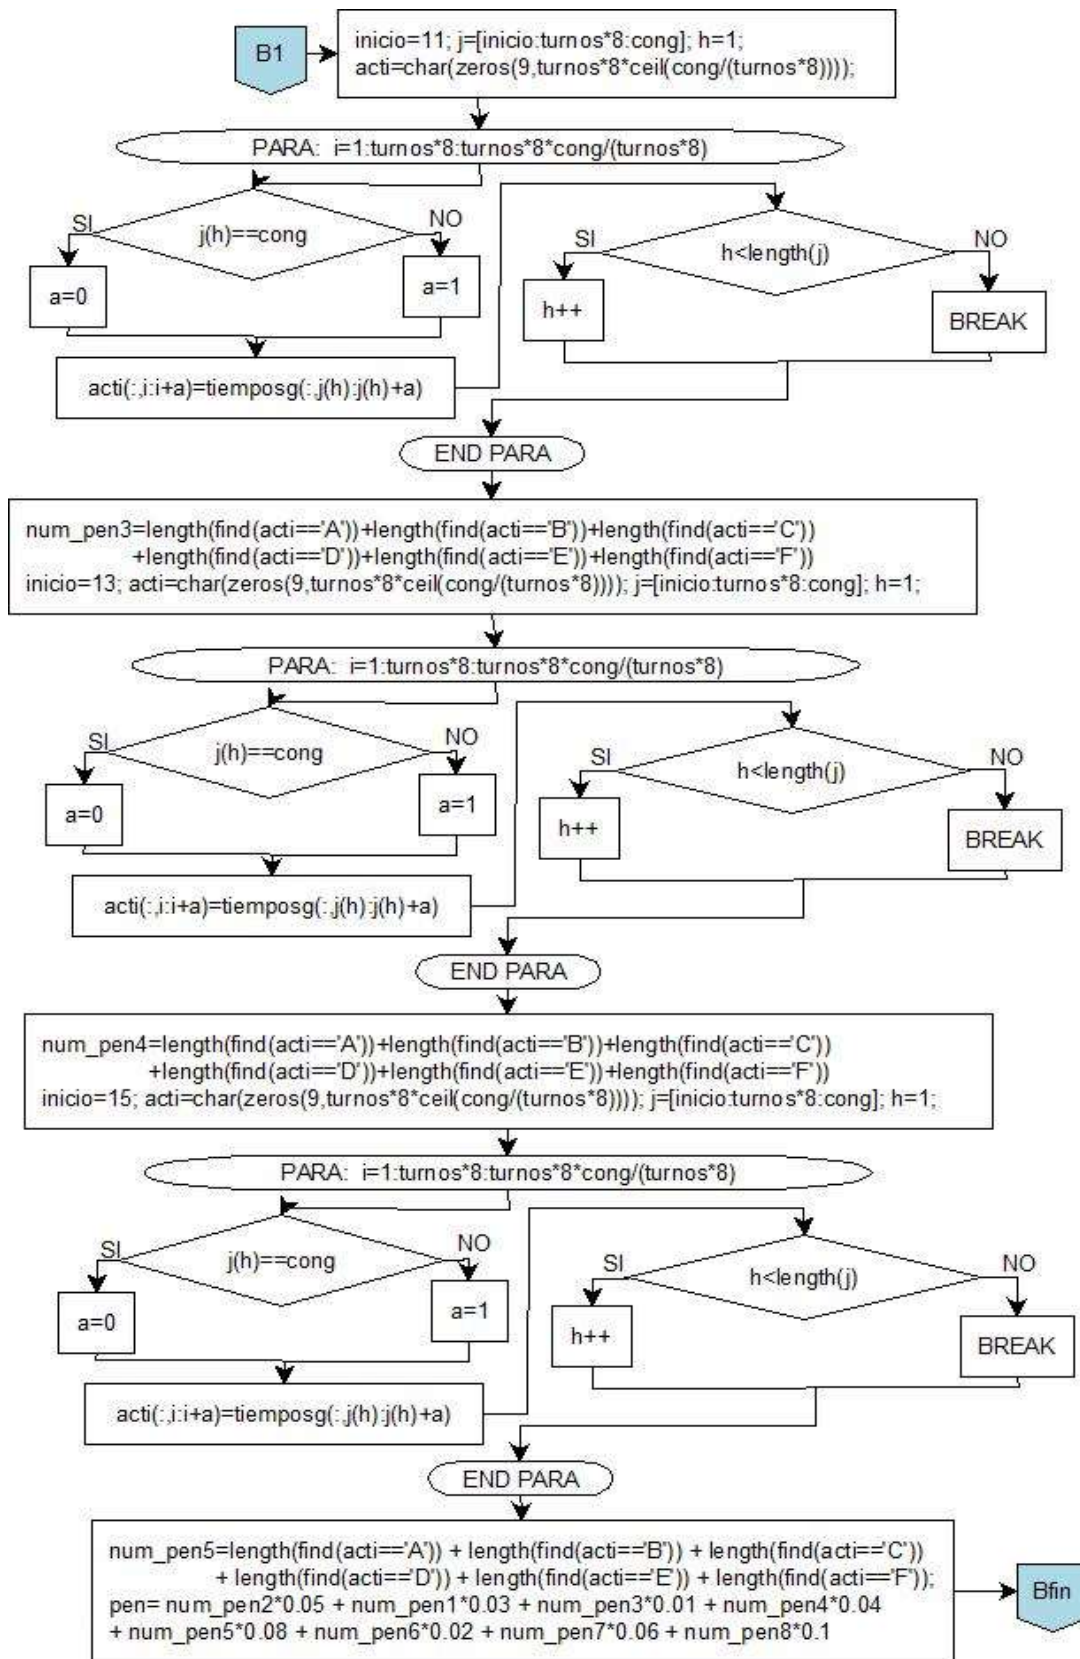 B1
inicio=11; j=[inicio:turnos*8:cong]; h=1;
acti=char(zeros(9,turnos*8*ceil(cong/(turnos*8))));
PARA: i=1:turnos*8:turnos*8*cong/(turnos*8)
SI
j(h)==cong
NO
a=0
a=1
acti(:,i:i+a)=tiemposg(:,j(h):j(h)+a)
SI
h<length(j)
NO
h++
BREAK
END PARA
num_pen3=length(find(acti=='A'))+length(find(acti=='B'))+length(find(acti=='C'))
+length(find(acti=='D'))+length(find(acti=='E'))+length(find(acti=='F'))
inicio=13; acti=char(zeros(9,turnos*8*ceil(cong/(turnos*8)))); j=[inicio:turnos*8:cong]; h=1;
PARA: i=1:turnos*8:turnos*8*cong/(turnos*8)
SI
j(h)==cong
NO
a=0
a=1
acti(:,i:i+a)=tiemposg(:,j(h):j(h)+a)
SI
h<length(j)
NO
h++
BREAK
END PARA
num_pen4=length(find(acti=='A'))+length(find(acti=='B'))+length(find(acti=='C'))
+length(find(acti=='D'))+length(find(acti=='E'))+length(find(acti=='F'))
inicio=15; acti=char(zeros(9,turnos*8*ceil(cong/(turnos*8)))); j=[inicio:turnos*8:cong]; h=1;
PARA: i=1:turnos*8:turnos*8*cong/(turnos*8)
SI
j(h)==cong
NO
a=0
a=1
acti(:,i:i+a)=tiemposg(:,j(h):j(h)+a)
SI
h<length(j)
NO
h++
BREAK
END PARA
num_pen5=length(find(acti=='A')) + length(find(acti=='B')) + length(find(acti=='C'))
+ length(find(acti=='D')) + length(find(acti=='E')) + length(find(acti=='F'));
pen= num_pen2*0.05 + num_pen1*0.03 + num_pen3*0.01 + num_pen4*0.04
+ num_pen5*0.08 + num_pen6*0.02 + num_pen7*0.06 + num_pen8*0.1
Bfin